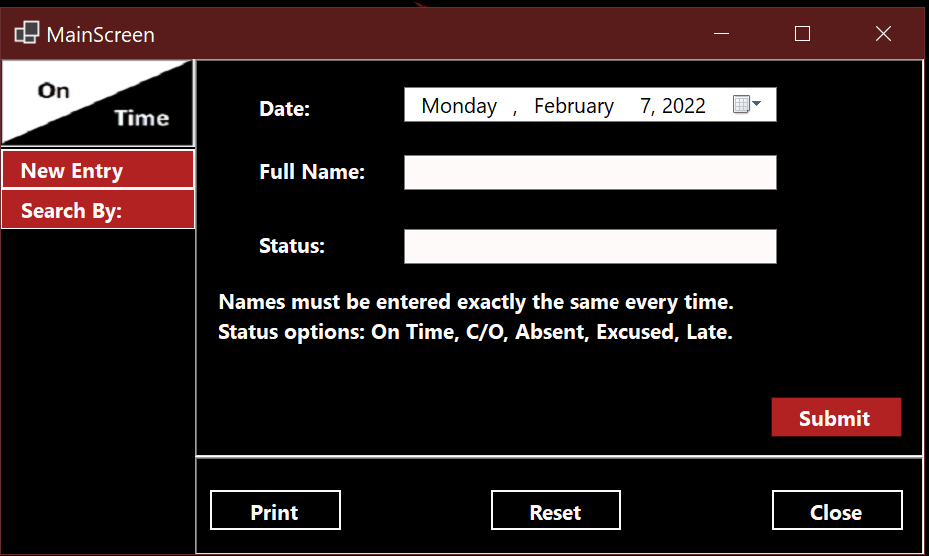 MainScreen
On
Time
New Entry
Search By:
Date: Monday , February 7, 2022
Full Name:
Status:
Names must be entered exactly the same every time.
Status options: On Time, C/O, Absent, Excused, Late.
Submit
Print Reset Close